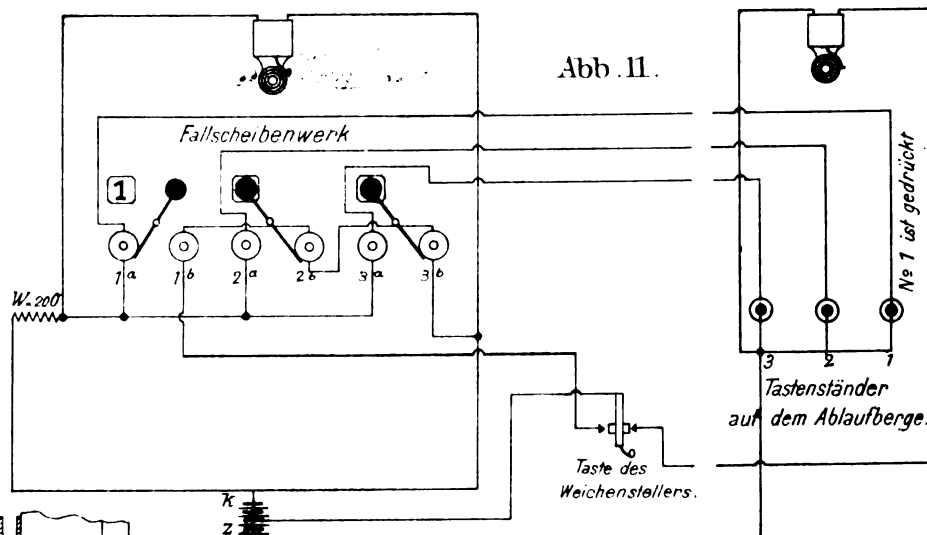 Abb. 11.
Fallscheibenwerk
1
1a
1b
2a
2b
3a
3b
W=200
No 1 ist gedrückt
3
2
1
Tastenständer
auf dem Ablaufberge.
Taste des
Weichenstellers.
K
Z